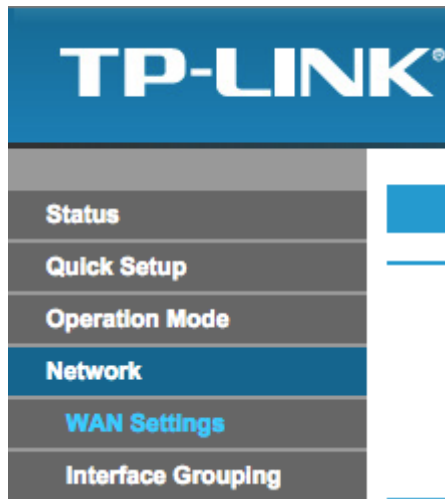 TP-LINK®
Status
Quick Setup
Operation Mode
Network
WAN Settings
Interface Grouping